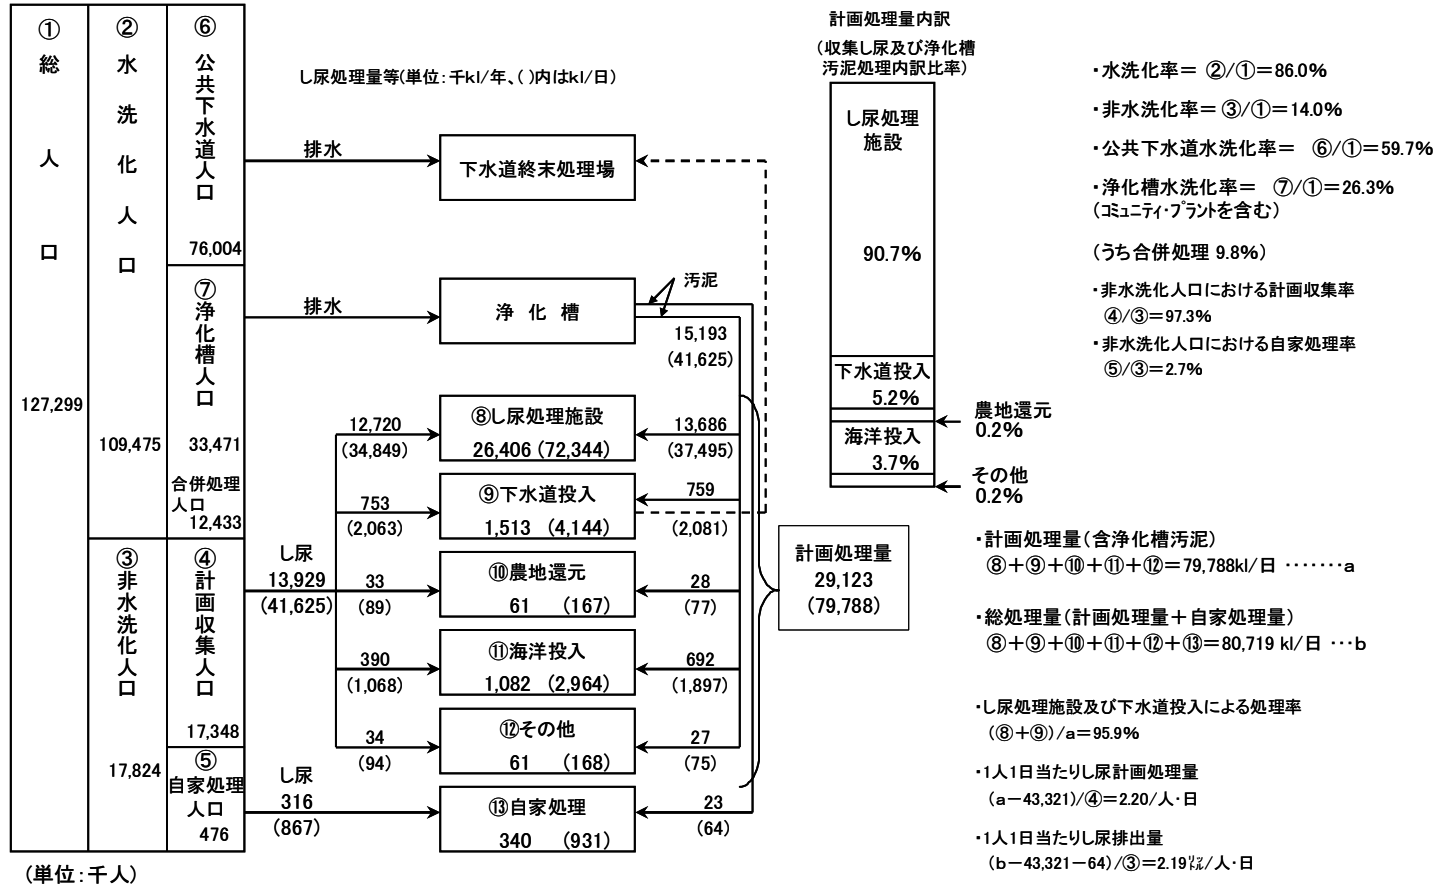 ①総人口
127,299
②水洗化人口
109,475
③非水洗化人口
17,824
⑥公共下水道人口
76,004
⑦浄化槽人口
33,471
合併処理
人口
12,433
④計画収集人口
17,348
⑤
自家処理
人口
476
(単位:千人)
し尿処理量等(単位:千kl/年、( )内はkl/日)
排水
下水道終末処理場
排水
浄 化 槽
汚泥
15,193
(41,625)
し尿
13,929
(41,625)
12,720
(34,849)
⑧し尿処理施設
26,406 (72,344)
13,686
(37,495)
753
(2,063)
⑨下水道投入
1,513 (4,144)
759
(2,081)
33
(89)
⑩農地還元
61 (167)
28
(77)
390
(1,068)
⑪海洋投入
1,082 (2,964)
692
(1,897)
34
(94)
⑫その他
61 (168)
27
(75)
し尿
316
(867)
⑬自家処理
340 (931)
23
(64)
計画処理量
29,123
(79,788)
計画処理量内訳
(収集し尿及び浄化槽
汚泥処理内訳比率)
し尿処理
施設
90.7%
下水道投入
5.2%
農地還元
0.2%
海洋投入
3.7%
その他
0.2%
・水洗化率= ②/①=86.0%
・非水洗化率= ③/①=14.0%
・公共下水道水洗化率= ⑥/①=59.7%
・浄化槽水洗化率= ⑦/①=26.3%
(コミュニティ・プラントを含む)
(うち合併処理 9.8%)
・非水洗化人口における計画収集率
④/③=97.3%
・非水洗化人口における自家処理率
⑤/③=2.7%
・計画処理量(含浄化槽汚泥)
⑧+⑨+⑩+⑪+⑫=79,788kl/日 ‥‥‥・a
・総処理量(計画処理量+自家処理量)
⑧+⑨+⑩+⑪+⑫+⑬=80,719 kl/日 …b
・し尿処理施設及び下水道投入による処理率
(⑧+⑨)/a=95.9%
・1人1日当たりし尿計画処理量
(a-43,321)/④=2.20/人・日
・1人1日当たりし尿排出量
(b-43,321-64)/③=2.19㍑/人・日